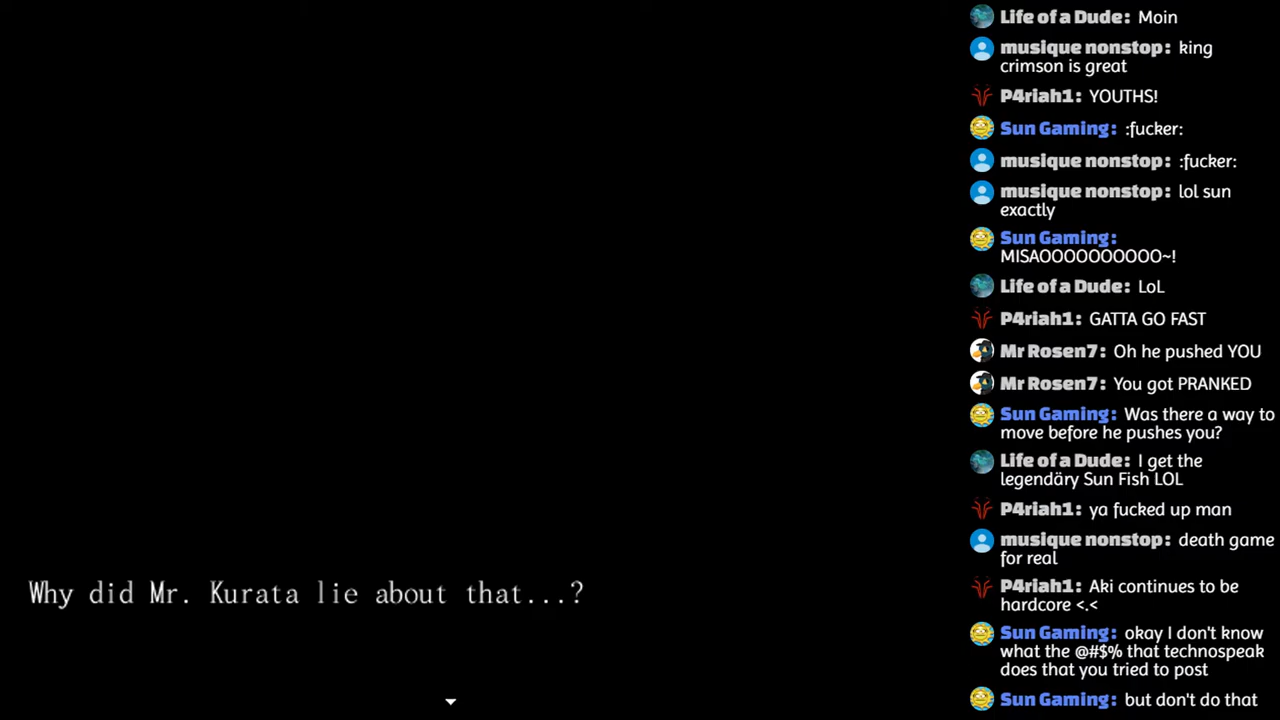 Life of a Dude: Moin
musique nonstop: king
crimson is great
P4riah1: YOUTHS!
Sun Gaming: :fucker:
musique nonstop: :fucker:
musique nonstop: lol sun
exactly
Sun Gaming:
MISAOOOOOOOOOO~!
Life of a Dude: LoL
P4riah1: GATTA GO FAST
Mr Rosen7: Oh he pushed YOU
Mr Rosen7: You got PRANKED
Sun Gaming: Was there a way to
move before he pushes you?
Life of a Dude: I get the
legendäry Sun Fish LOL
P4riah1: ya fucked up man
musique nonstop: death game
for real
P4riah1: Aki continues to be
hardcore <.<
Sun Gaming: okay I don't know
what the @#$% that technospeak
does that you tried to post
Sun Gaming: but don't do that
Why did Mr. Kurata lie about that...?